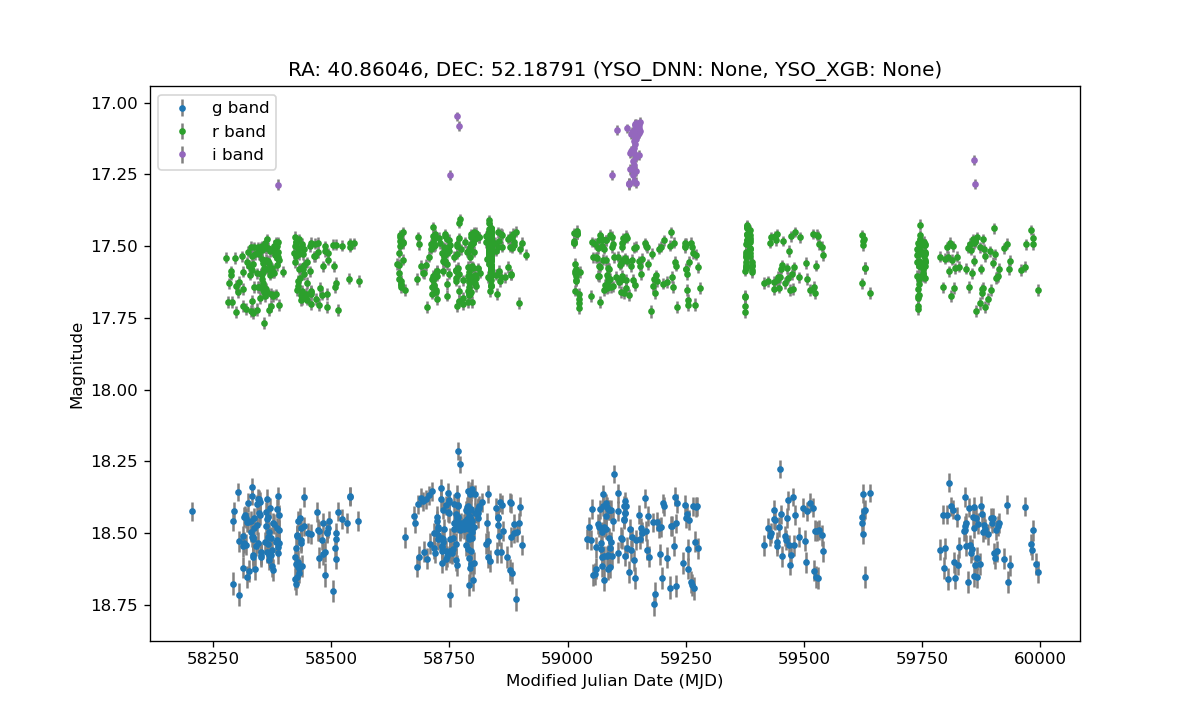 RA: 40.86046, DEC: 52.18791 (YSO_DNN: None, YSO_XGB: None)
g band
r band
i band
17.00
17.25
17.50
17.75
18.00
18.25
18.50
18.75
Magnitude
58250 58500 58750 59000 59250 59500 59750 60000
Modified Julian Date (MJD)